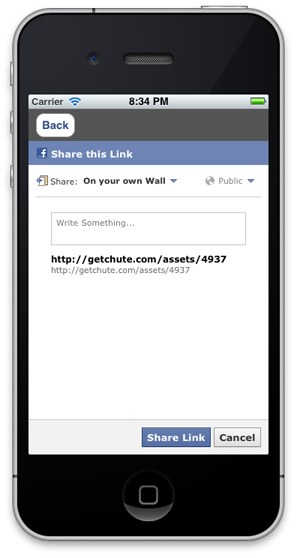 Carrier 8:34 PM
Back
f Share this Link
Share: On your own Wall Public
Write Something...
http://getchute.com/assets/4937
http://getchute.com/assets/4937
Share Link Cancel